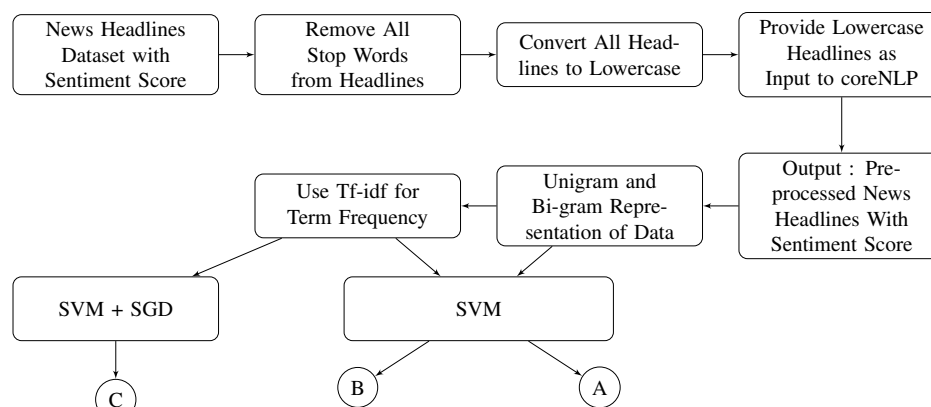 News Headlines
Dataset with
Sentiment Score
Remove All
Stop Words
from Headlines
Convert All Head-
lines to Lowercase
Provide Lowercase
Headlines as
Input to coreNLP
Output : Pre-
processed News
Headlines With
Sentiment Score
Unigram and
Bi-gram Repre-
sentation of Data
Use Tf-idf for
Term Frequency
SVM + SGD
SVM
C
B
A